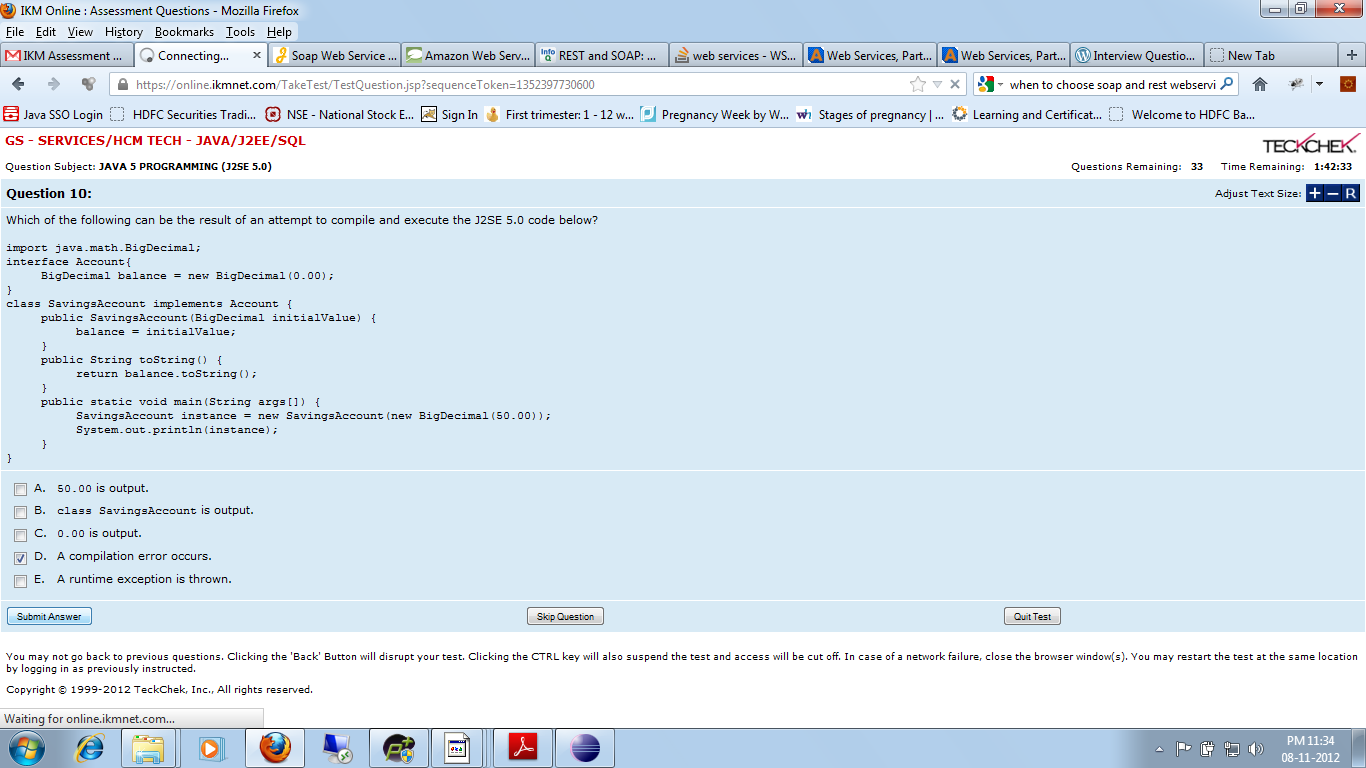 IKM Online : Assessment Questions - Mozilla Firefox
File Edit View History Bookmarks Tools Help
IKM Assessment ... Connecting... Soap Web Service ... Amazon Web Serv... REST and SOAP: ... web services - WS... Web Services, Part... Web Services, Part... Interview Questio... New Tab
https://online.ikmnet.com/TakeTest/TestQuestion.jsp?sequenceToken=1352397730600 when to choose soap and rest webservi
Java SSO Login HDFC Securities Tradi... NSE - National Stock E... Sign In First trimester: 1 - 12 w... Pregnancy Week by W... Stages of pregnancy | ... Learning and Certificat... Welcome to HDFC Ba...
GS - SERVICES/HCM TECH - JAVA/J2EE/SQL
TECKCHEK
Question Subject: JAVA 5 PROGRAMMING (J2SE 5.0) Questions Remaining: 33 Time Remaining: 1:42:33
Question 10: Adjust Text Size: + − R
Which of the following can be the result of an attempt to compile and execute the J2SE 5.0 code below?
import java.math.BigDecimal;
interface Account{
BigDecimal balance = new BigDecimal(0.00);
}
class SavingsAccount implements Account {
public SavingsAccount(BigDecimal initialValue) {
balance = initialValue;
}
public String toString() {
return balance.toString();
}
public static void main(String args[]) {
SavingsAccount instance = new SavingsAccount(new BigDecimal(50.00));
System.out.println(instance);
}
}
A. 50.00 is output.
B. class SavingsAccount is output.
C. 0.00 is output.
D. A compilation error occurs.
E. A runtime exception is thrown.
Submit Answer Skip Question Quit Test
You may not go back to previous questions. Clicking the 'Back' Button will disrupt your test. Clicking the CTRL key will also suspend the test and access will be cut off. In case of a network failure, close the browser window(s). You may restart the test at the same location
by logging in as previously instructed.
Copyright © 1999-2012 TeckChek, Inc., All rights reserved.
Waiting for online.ikmnet.com...
PM 11:34
08-11-2012